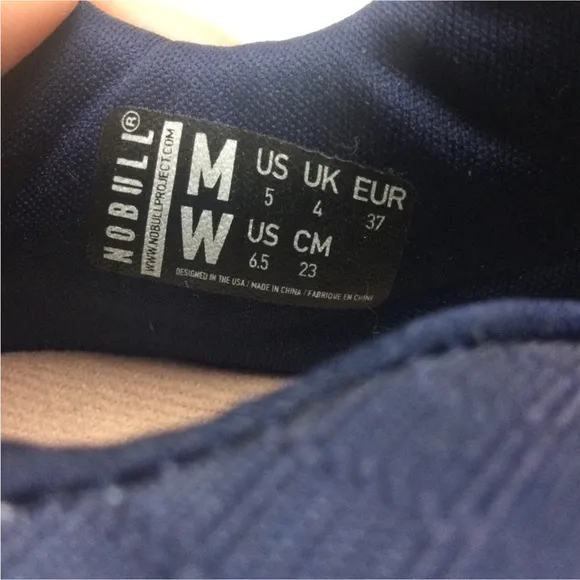 NOBULL®
WWW.NOBULLPROJECT.COM
M US UK EUR
5 4 37
W US CM
6.5 23
DESIGNED IN THE USA / MADE IN CHINA / FABRIQUE EN CHINE